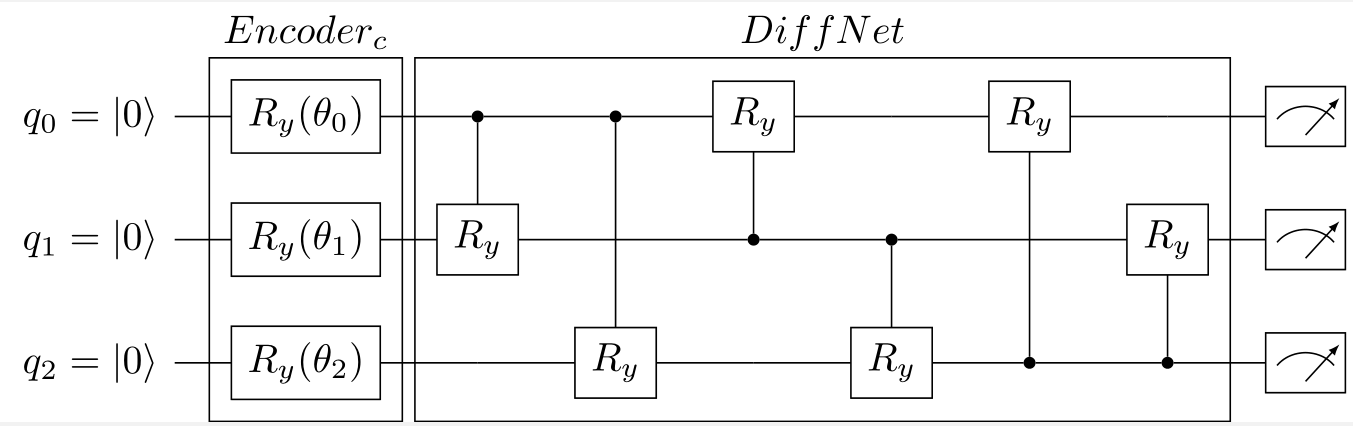 Encoder_c DiffNet
q_0 = |0⟩ R_y(θ_0) R_y R_y
q_1 = |0⟩ R_y(θ_1) R_y R_y
q_2 = |0⟩ R_y(θ_2) R_y R_y